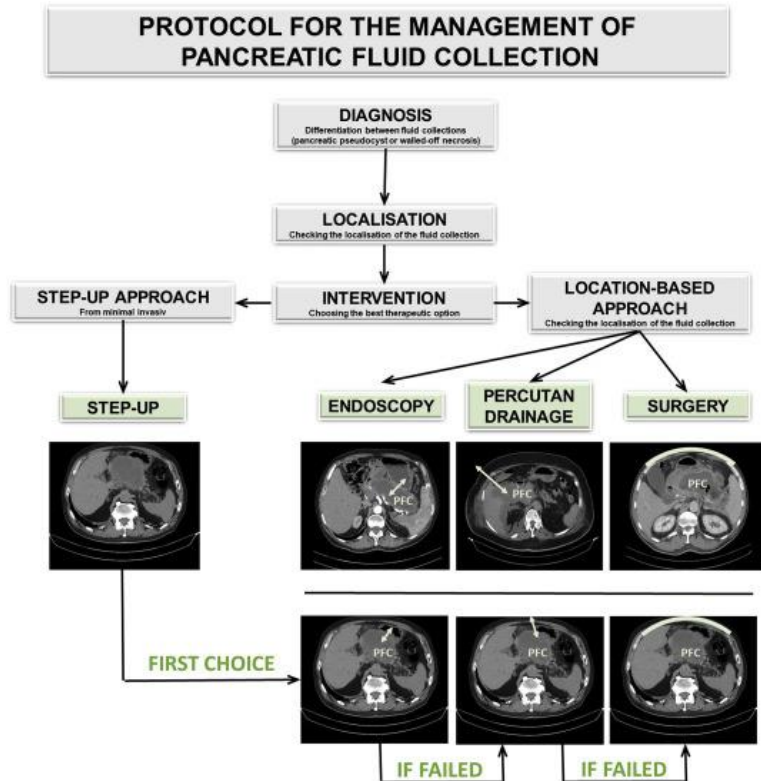 PROTOCOL FOR THE MANAGEMENT OF
PANCREATIC FLUID COLLECTION
DIAGNOSIS
Differentiation between fluid collections
(pancreatic pseudocyst or walled-off necrosis)
LOCALISATION
Checking the localisation of the fluid collection
STEP-UP APPROACH
From minimal invasiv
INTERVENTION
Choosing the best therapeutic option
LOCATION-BASED
APPROACH
Checking the localisation of the fluid collection
STEP-UP
ENDOSCOPY
PERCUTAN
DRAINAGE
SURGERY
PFC
PFC
PFC
FIRST CHOICE
PFC
PFC
PFC
IF FAILED
IF FAILED